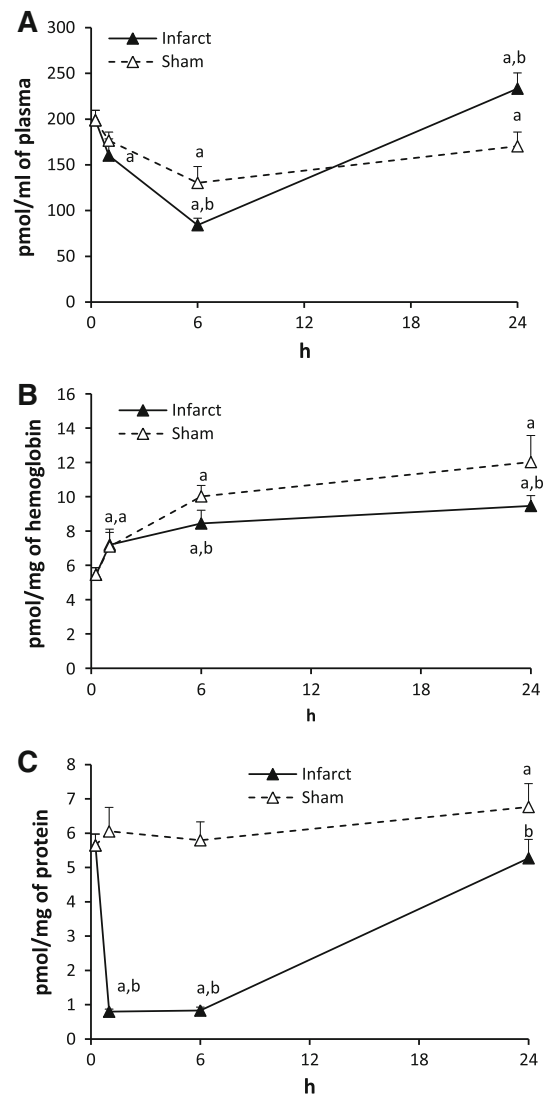 A
300
Infarct
Sham
a,b
250
200
a
a
a
150
a,b
100
50
0
0 6 12 18 24
h
pmol/ml of plasma
B
16
Infarct
Sham
14
a
12
a
a,b
10
a,a
8
a,b
6
4
2
0
0 6 12 18 24
h
pmol/mg of hemoglobin
C
8
Infarct
Sham
a
7
6
b
5
4
3
2
a,b a,b
1
0
0 6 12 18 24
h
pmol/mg of protein